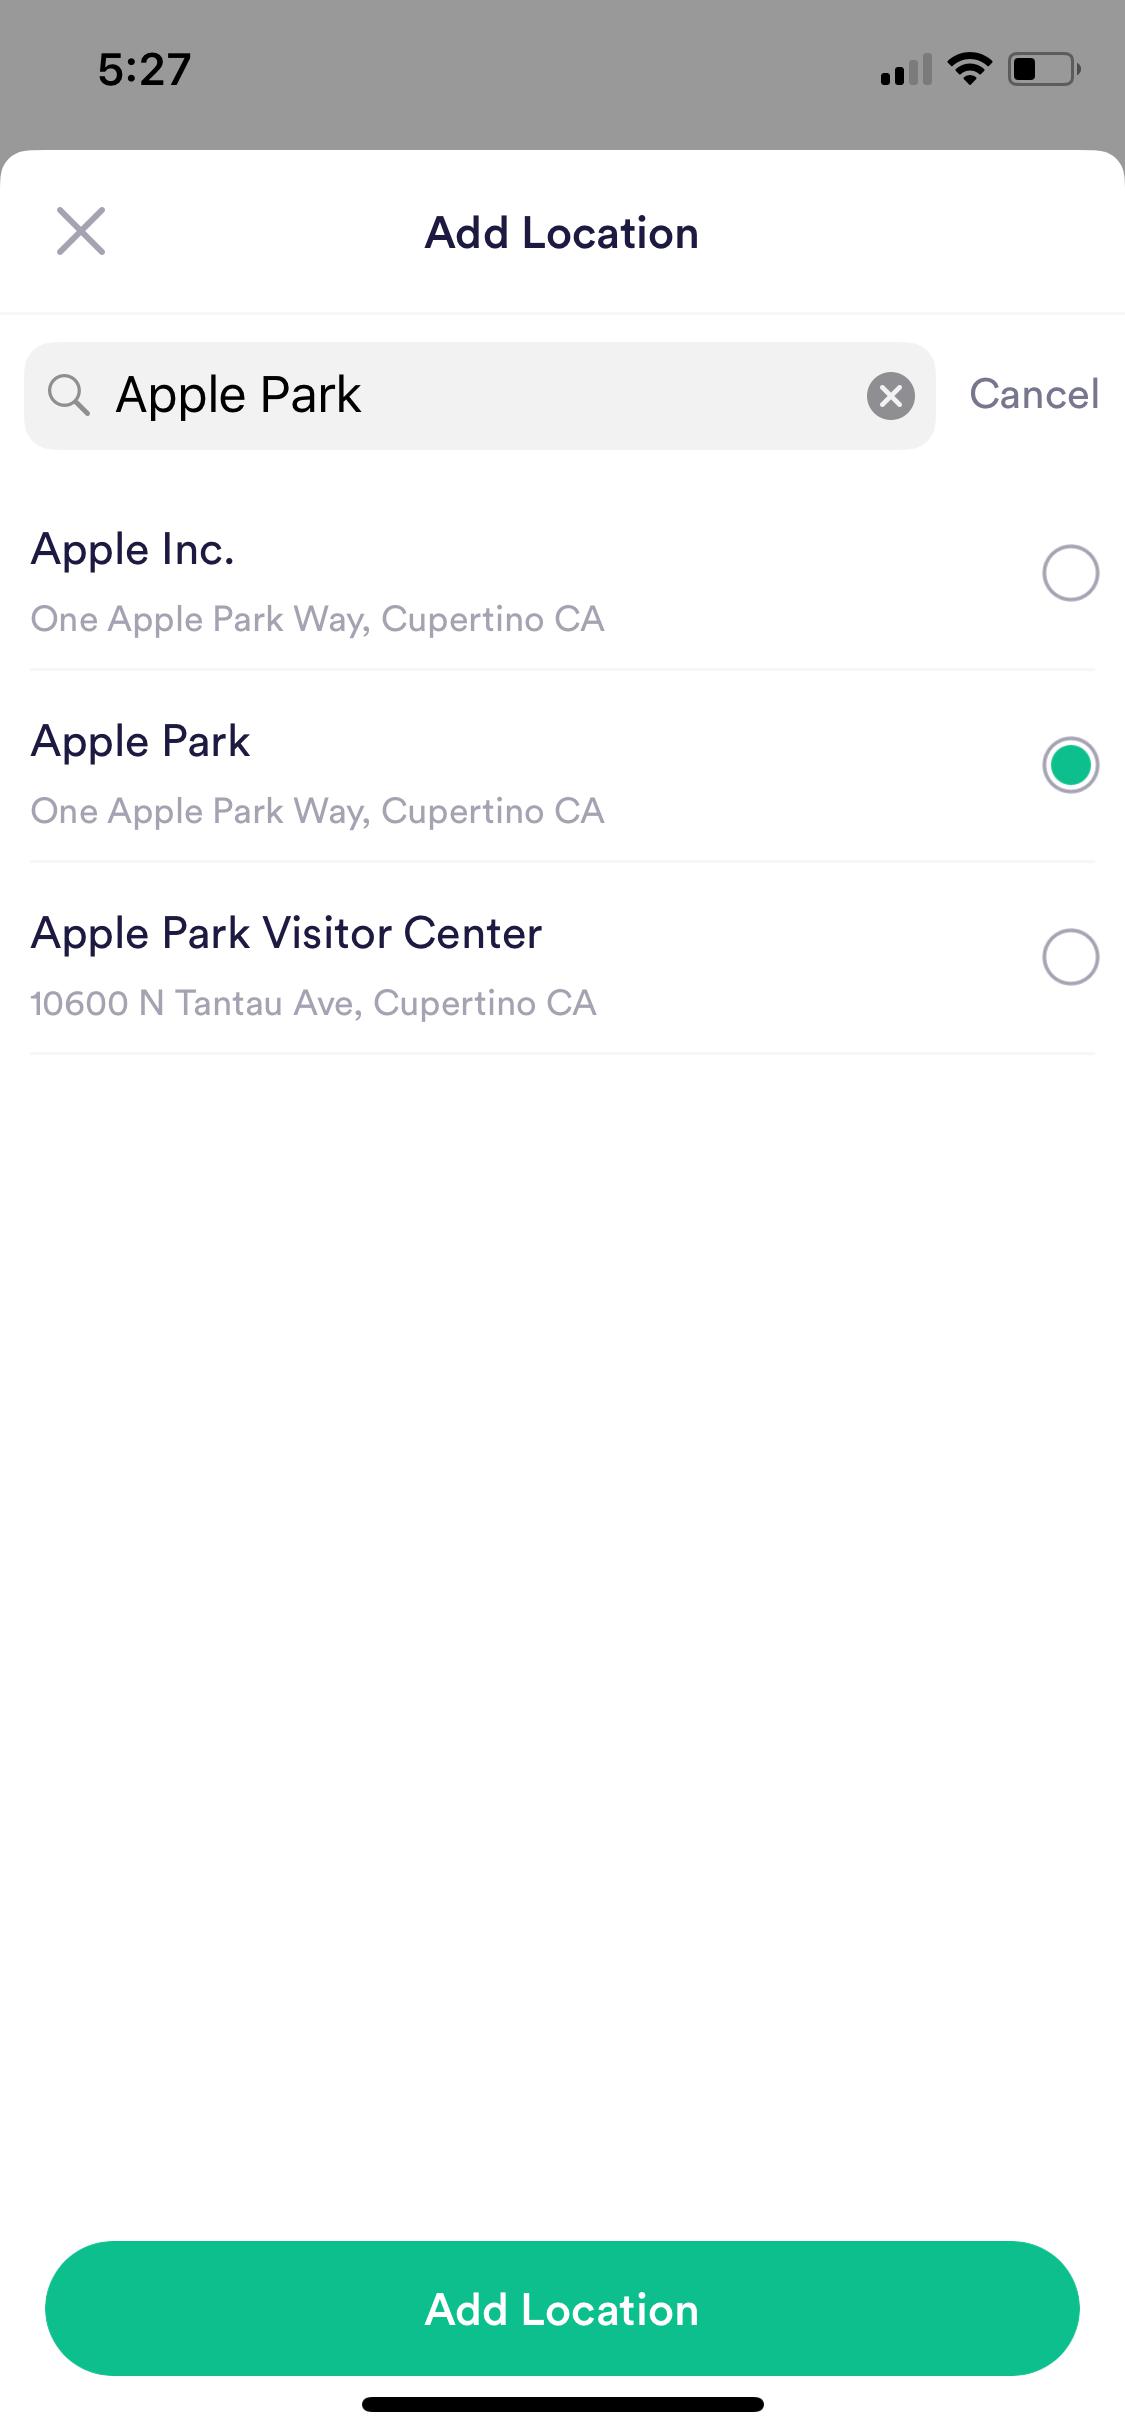 5:27
Add Location
Apple Park
Cancel
Apple Inc.
One Apple Park Way, Cupertino CA
Apple Park
One Apple Park Way, Cupertino CA
Apple Park Visitor Center
10600 N Tantau Ave, Cupertino CA
Add Location